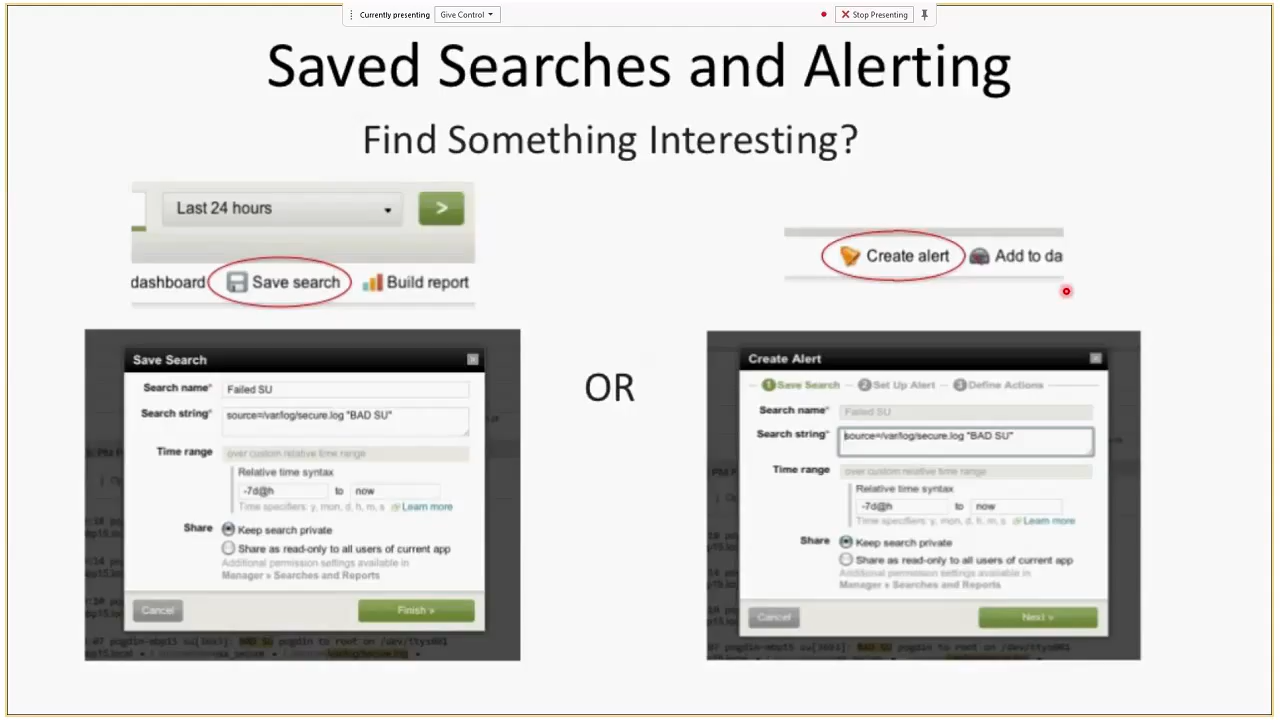 Currently presenting Give Control Stop Presenting
Saved Searches and Alerting
Find Something Interesting?
Last 24 hours >
dashboard Save search Build report
Create alert Add to da
OR
Save Search
Search name* Failed SU
Search string* source=/var/log/secure.log "BAD SU"
Time range over custom relative time range
Relative time syntax
-7d@h to now
Time specifiers: y, mon, d, h, m, s Learn more
Share Keep search private
Share as read-only to all users of current app
Additional permission settings available in
Manager » Searches and Reports
Cancel Finish »
Create Alert
1 Save Search 2 Set Up Alert 3 Define Actions
Search name* Failed SU
Search string* source=/var/log/secure.log "BAD SU"
Time range over custom relative time range
Relative time syntax
-7d@h to now
Time specifiers: y, mon, d, h, m, s Learn more
Share Keep search private
Share as read-only to all users of current app
Additional permission settings available in
Manager » Searches and Reports
Cancel Next »
BAD SU
BAD SU